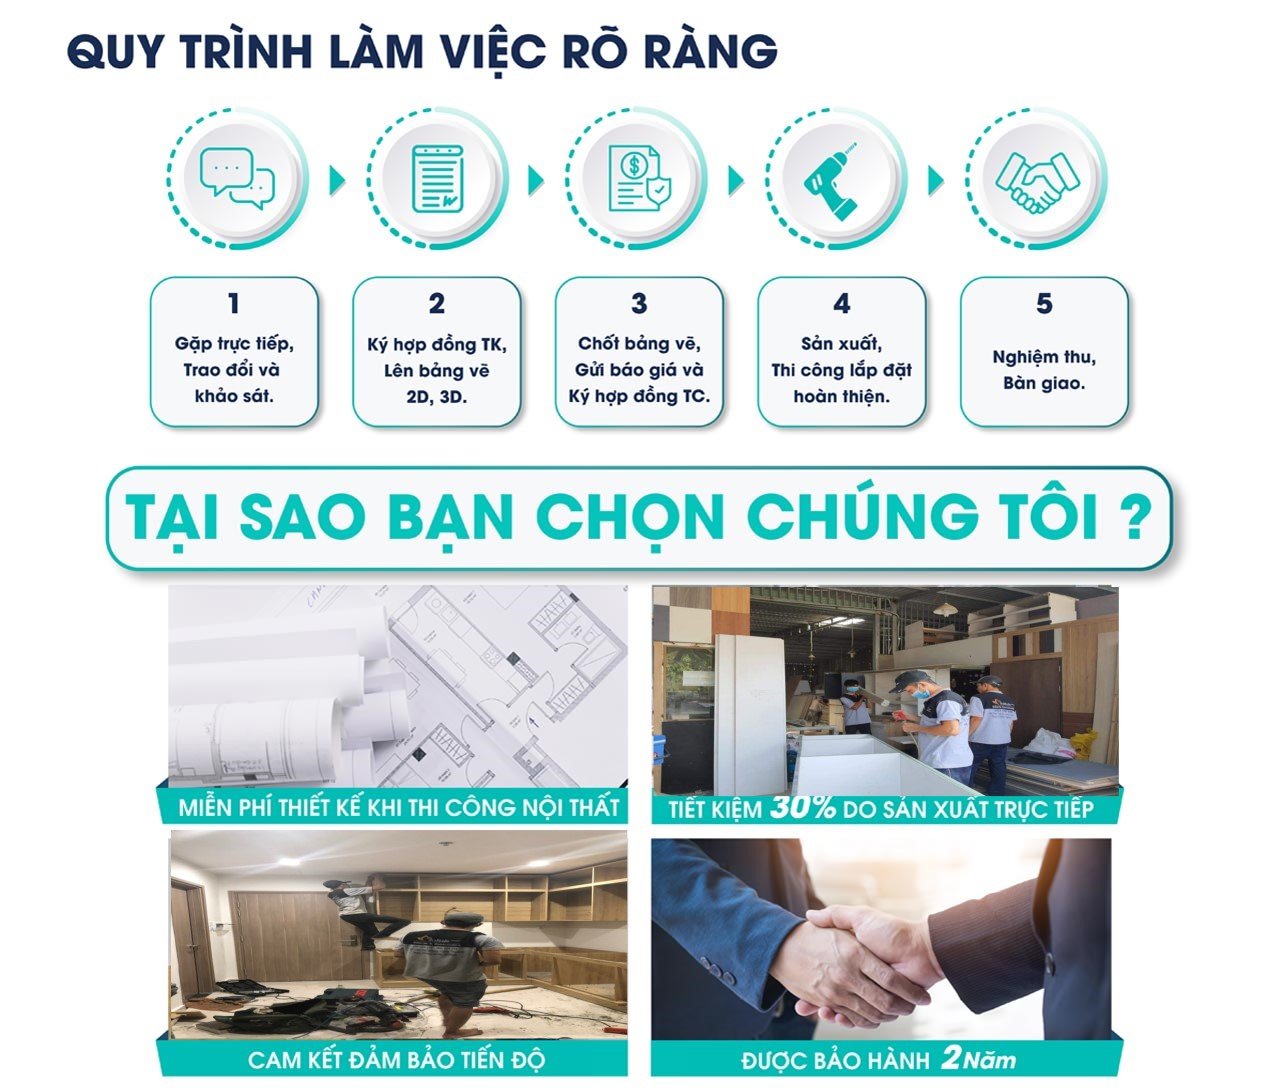 QUY TRÌNH LÀM VIỆC RÕ RÀNG
1
Gặp trực tiếp,
Trao đổi và
khảo sát.
2
Ký hợp đồng TK,
Lên bảng vẽ
2D, 3D.
3
Chốt bảng vẽ,
Gửi báo giá và
Ký hợp đồng TC.
4
Sản xuất,
Thi công lắp đặt
hoàn thiện.
5
Nghiệm thu,
Bàn giao.
TẠI SAO BẠN CHỌN CHÚNG TÔI ?
MIỄN PHÍ THIẾT KẾ KHI THI CÔNG NỘI THẤT
TIẾT KIỆM 30% DO SẢN XUẤT TRỰC TIẾP
CAM KẾT ĐẢM BẢO TIẾN ĐỘ
ĐƯỢC BẢO HÀNH 2 Năm